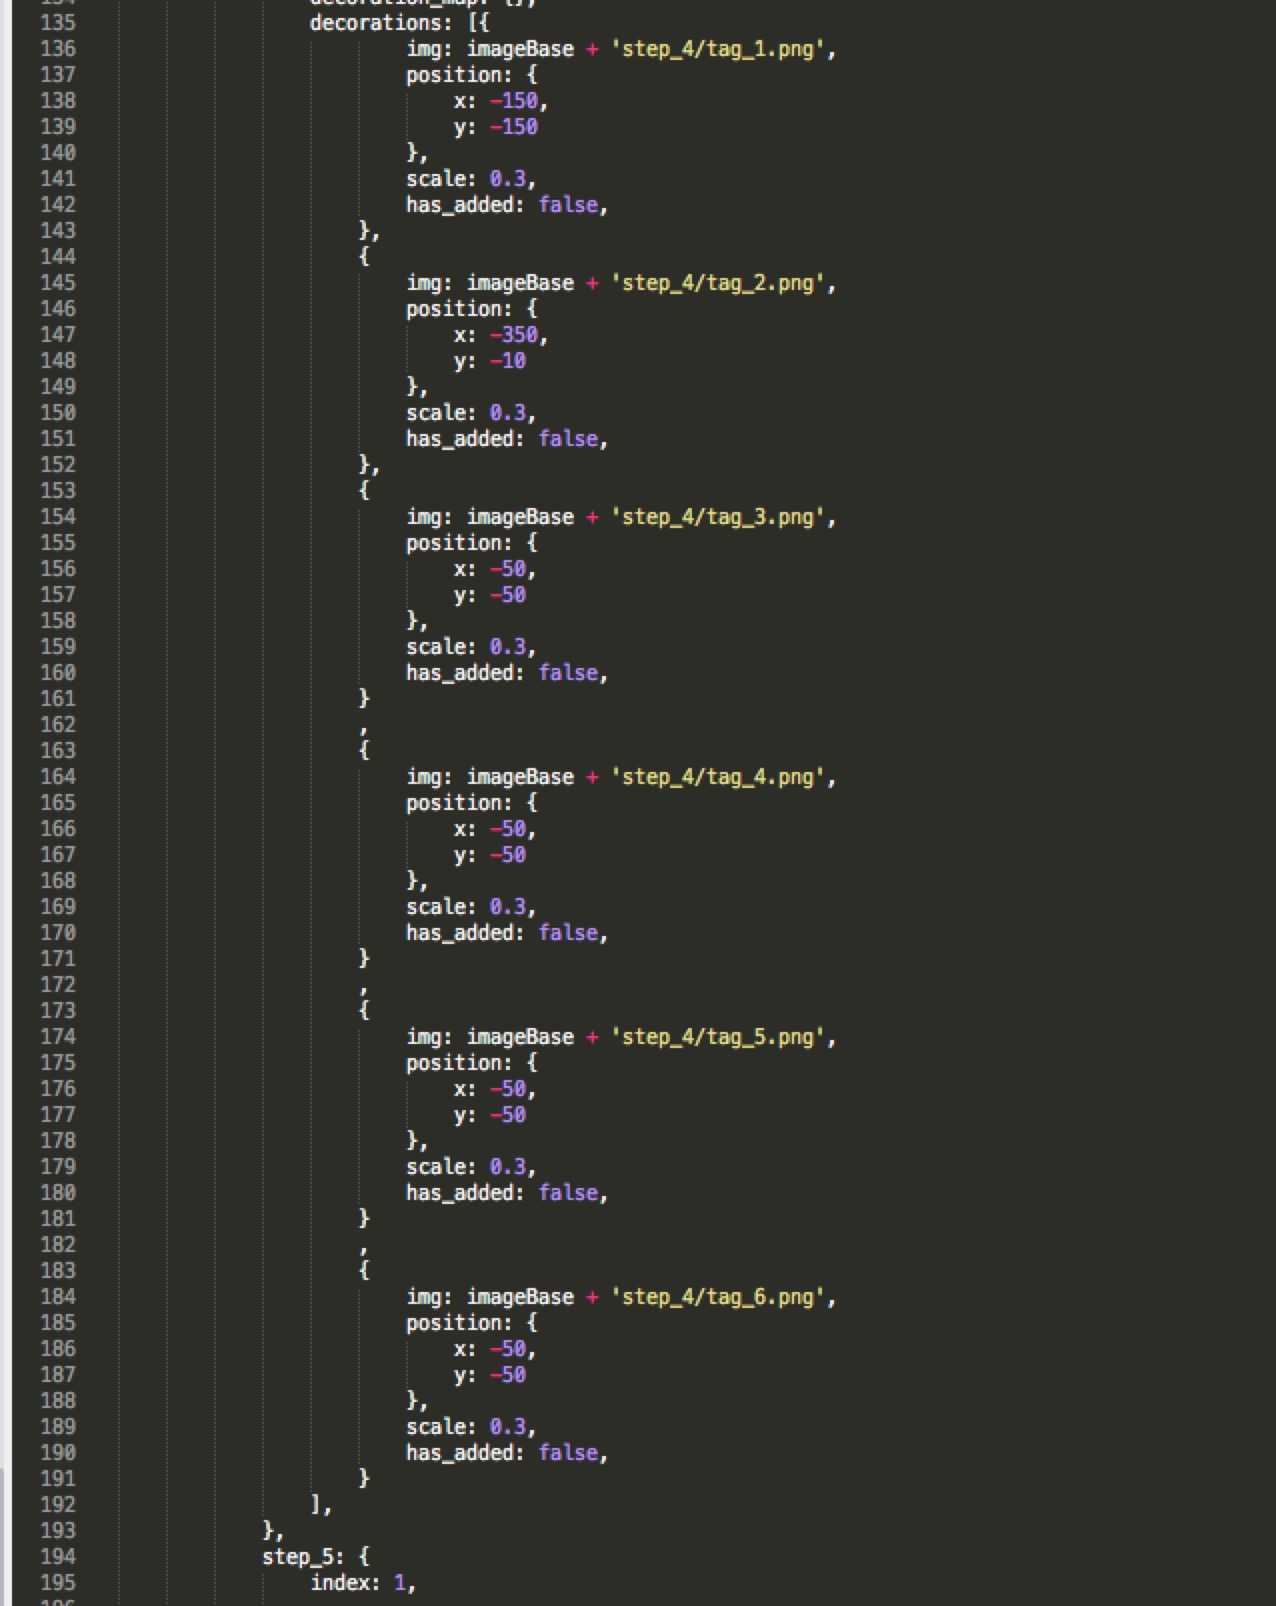 134 decoration_map: {},
135 decorations: [{
136 img: imageBase + 'step_4/tag_1.png',
137 position: {
138 x: -150,
139 y: -150
140 },
141 scale: 0.3,
142 has_added: false,
143 },
144 {
145 img: imageBase + 'step_4/tag_2.png',
146 position: {
147 x: -350,
148 y: -10
149 },
150 scale: 0.3,
151 has_added: false,
152 },
153 {
154 img: imageBase + 'step_4/tag_3.png',
155 position: {
156 x: -50,
157 y: -50
158 },
159 scale: 0.3,
160 has_added: false,
161 }
162 ,
163 {
164 img: imageBase + 'step_4/tag_4.png',
165 position: {
166 x: -50,
167 y: -50
168 },
169 scale: 0.3,
170 has_added: false,
171 }
172 ,
173 {
174 img: imageBase + 'step_4/tag_5.png',
175 position: {
176 x: -50,
177 y: -50
178 },
179 scale: 0.3,
180 has_added: false,
181 }
182 ,
183 {
184 img: imageBase + 'step_4/tag_6.png',
185 position: {
186 x: -50,
187 y: -50
188 },
189 scale: 0.3,
190 has_added: false,
191 }
192 ],
193 },
194 step_5: {
195 index: 1,
196